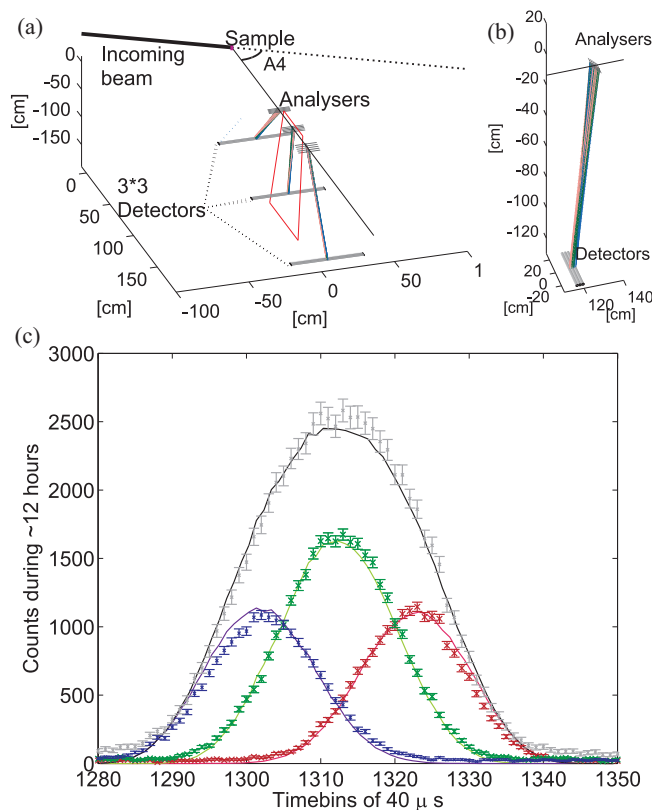 (a)
Sample
Incoming
beam
A4
Analysers
3*3
Detectors
0
-50
-100
-150
[cm]
0
50
100
150
[cm]
-100
-50
0
50
1
[cm]
(b)
Analysers
20
0
-20
-40
-60
-80
-100
-120
[cm]
Detectors
20
0
-20
[cm]
120
140
[cm]
(c)
3000
2500
2000
1500
1000
500
0
Counts during ~12 hours
1280
1290
1300
1310
1320
1330
1340
1350
Timebins of 40 μ s